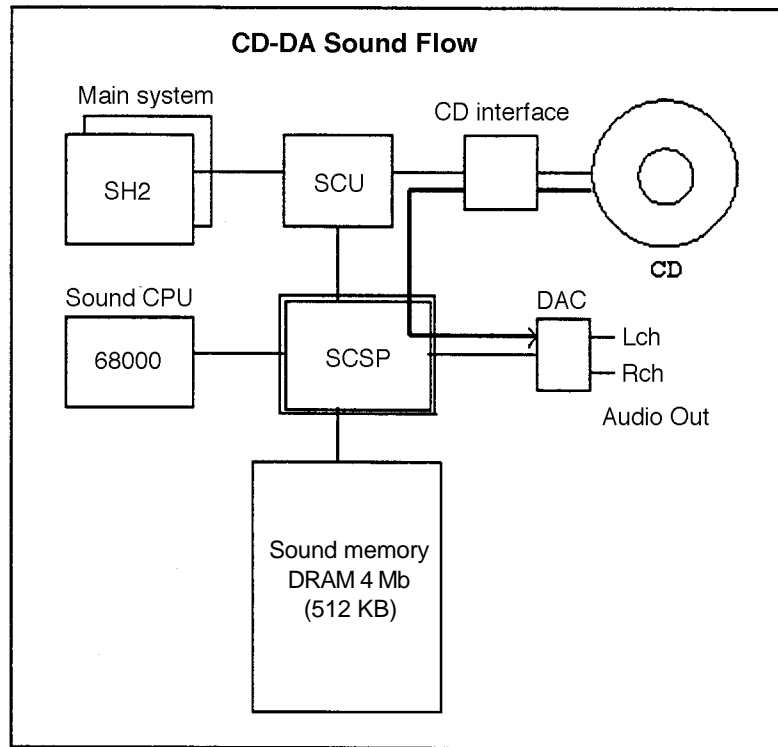 CD-DA Sound Flow
Main system
CD interface
SH2
SCU
CD
Sound CPU
DAC
68000
SCSP
Lch
Rch
Audio Out
Sound memory
DRAM 4 Mb
(512 KB)